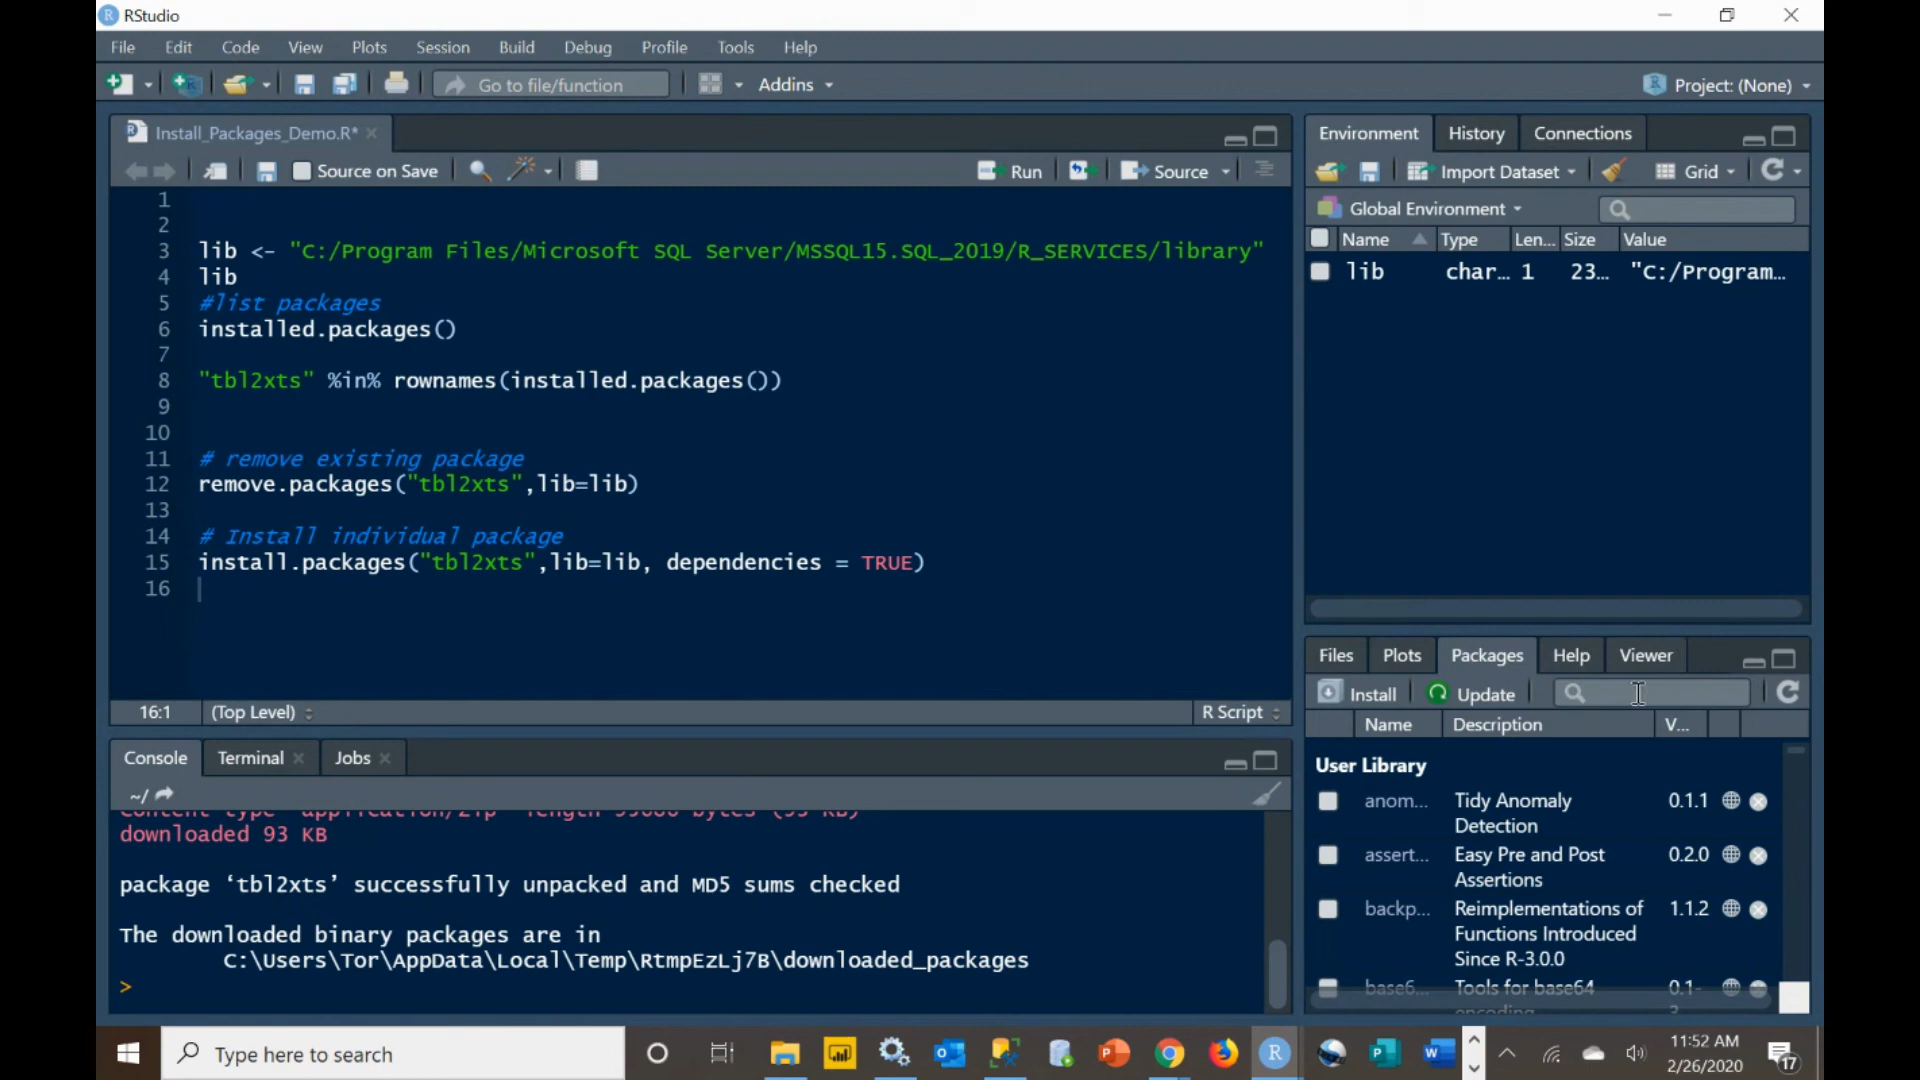 RStudio
File Edit Code View Plots Session Build Debug Profile Tools Help
Go to file/function Addins Project: (None)
Install_Packages_Demo.R*
Source on Save Run Source
1
2
3 lib <- "C:/Program Files/Microsoft SQL Server/MSSQL15.SQL_2019/R_SERVICES/library"
4 lib
5 #list packages
6 installed.packages()
7
8 "tbl2xts" %in% rownames(installed.packages())
9
10
11 # remove existing package
12 remove.packages("tbl2xts",lib=lib)
13
14 # Install individual package
15 install.packages("tbl2xts",lib=lib, dependencies = TRUE)
16
16:1 (Top Level) R Script
Console Terminal Jobs
~/
downloaded 93 KB
package ‘tbl2xts’ successfully unpacked and MD5 sums checked
The downloaded binary packages are in
C:\Users\Tor\AppData\Local\Temp\RtmpEzLj7B\downloaded_packages
>
Environment History Connections
Import Dataset Grid
Global Environment
Name Type Len... Size Value
lib char... 1 23... "C:/Program...
Files Plots Packages Help Viewer
Install Update
Name Description V...
User Library
anom... Tidy Anomaly 0.1.1
Detection
assert... Easy Pre and Post 0.2.0
Assertions
backp... Reimplementations of 1.1.2
Functions Introduced
Since R-3.0.0
base6... Tools for base64 0.1-
encoding 3
Type here to search
11:52 AM
2/26/2020
17